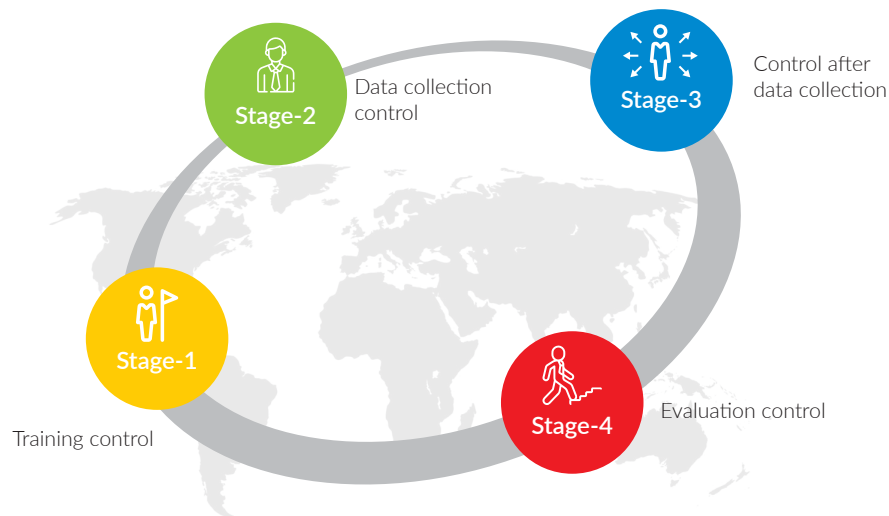 Stage-1
Training control
Stage-2
Data collection
control
Stage-3
Control after
data collection
Stage-4
Evaluation control